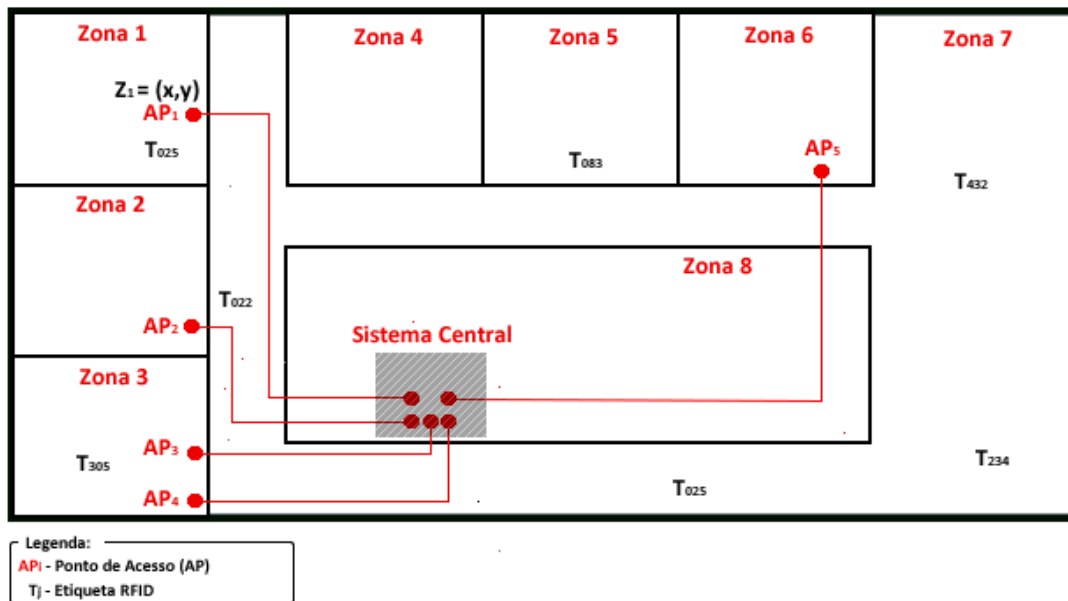 Zona 1
Zona 4
Zona 5
Zona 6
Zona 7
Z1 = (x,y)
AP1
T025
T083
AP5
T432
Zona 2
T022
AP2
Zona 8
Sistema Central
Zona 3
AP3
T305
AP4
T025
T234
Legenda:
APi - Ponto de Acesso (AP)
Tj - Etiqueta RFID